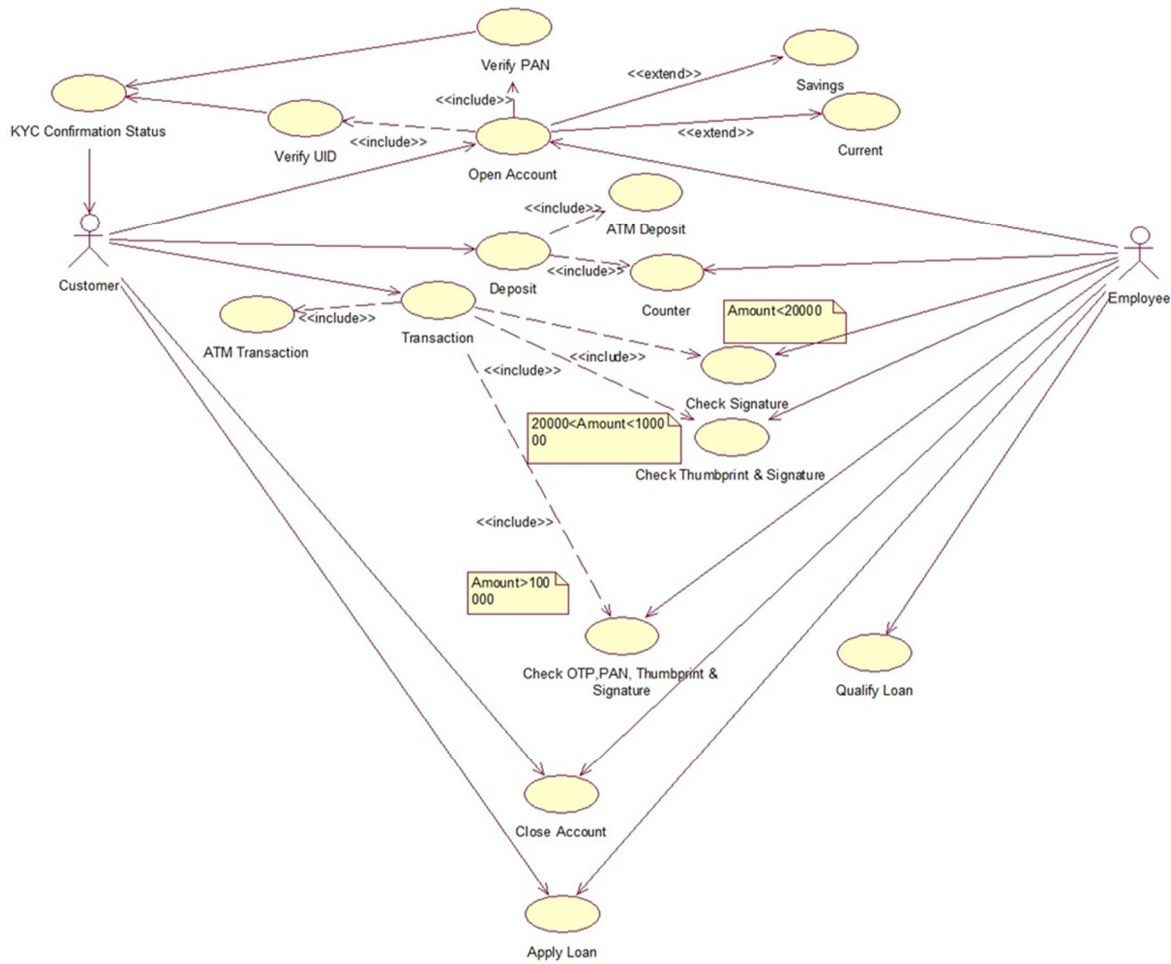 Verify PAN
<<extend>>
Savings
<<include>>
KYC Confirmation Status
Verify UID
<<include>>
<<extend>>
Current
Open Account
<<include>>
ATM Deposit
Customer
Deposit
<<include>>
Counter
Employee
<<include>>
ATM Transaction
Transaction
Amount<20000
<<include>>
<<include>>
Check Signature
20000<Amount<1000
00
Check Thumbprint & Signature
<<include>>
Amount>100
000
Check OTP,PAN, Thumbprint &
Signature
Qualify Loan
Close Account
Apply Loan